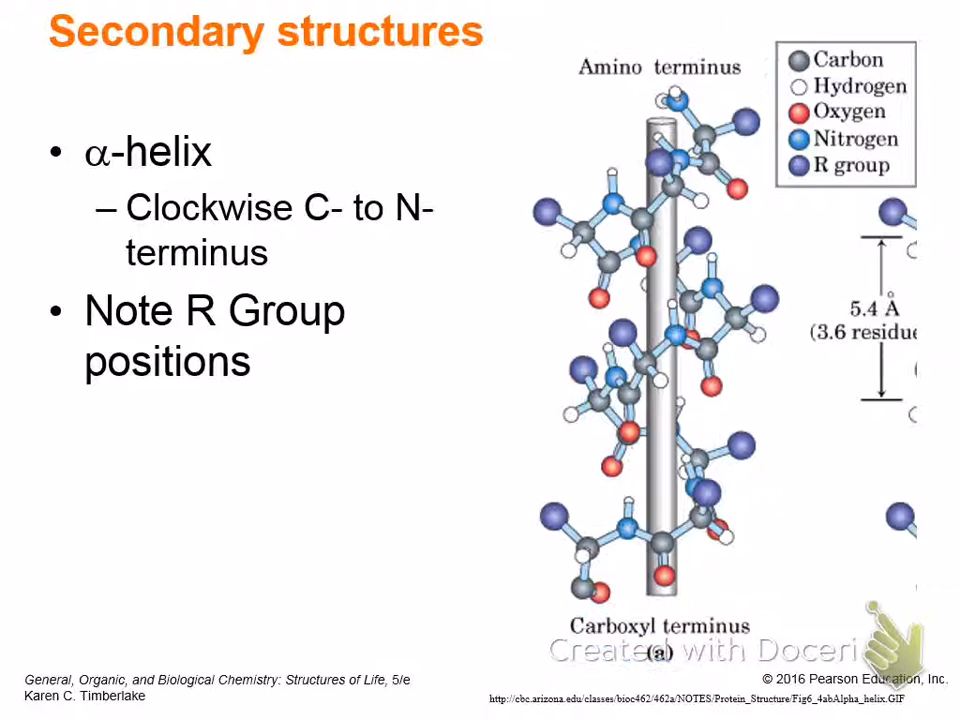 Secondary structures
• α-helix
– Clockwise C- to N-
terminus
• Note R Group
positions
Amino terminus
Carbon
Hydrogen
Oxygen
Nitrogen
R group
5.4 Å
(3.6 residue
Carboxyl terminus
(a)
Created with Doceri
General, Organic, and Biological Chemistry: Structures of Life, 5/e
Karen C. Timberlake
© 2016 Pearson Education, Inc.
http://cbc.arizona.edu/classes/bioc462/462a/NOTES/Protein_Structure/Fig6_4abAlpha_helix.GIF